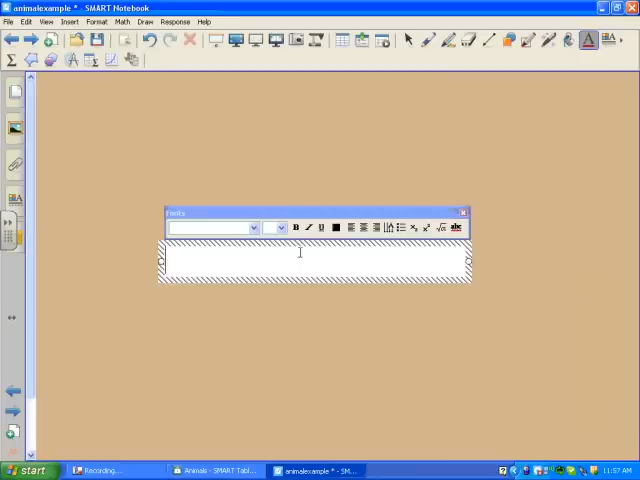 animalexample * - SMART Notebook
File Edit View Insert Format Math Draw Response Help
Fonts
B I U
abc
start
Recording...
Animals - SMART Tabl...
animalexample * - SM...
11:57 AM